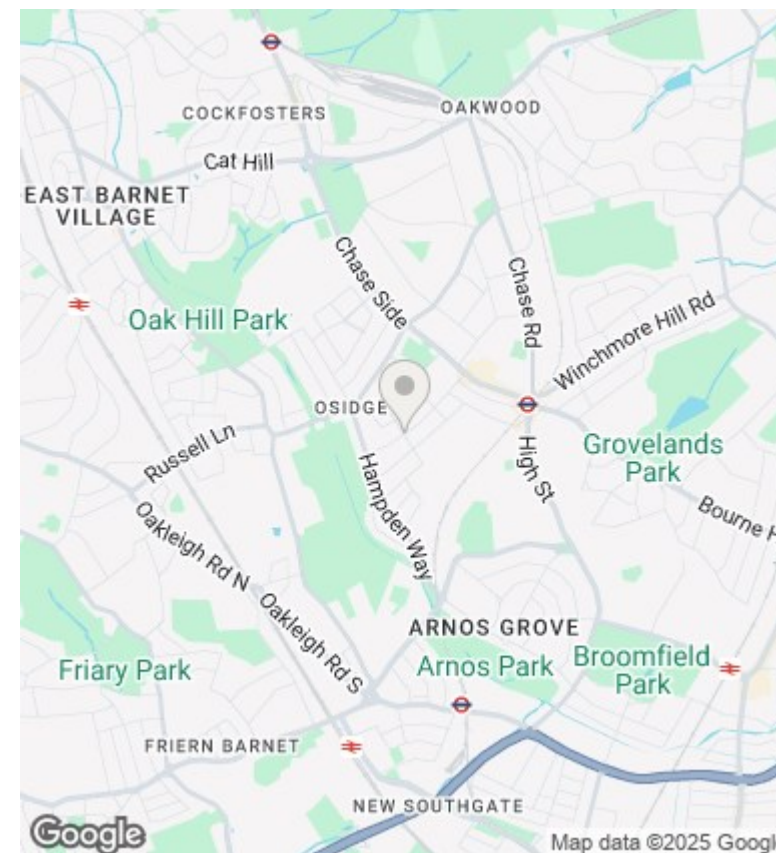 COCKFOSTERS
OAKWOOD
Cat Hill
EAST BARNET
VILLAGE
Chase Side
Chase Rd
Oak Hill Park
Winchmore Hill Rd
OSIDGE
Russell Ln
High St
Grovelands
Park
Hampden Way
Bourne H
Oakleigh Rd N
Oakleigh Rd S
ARNOS GROVE
Friary Park
Arnos Park
Broomfield
Park
FRIERN BARNET
NEW SOUTHGATE
Google
Map data ©2025 Googl